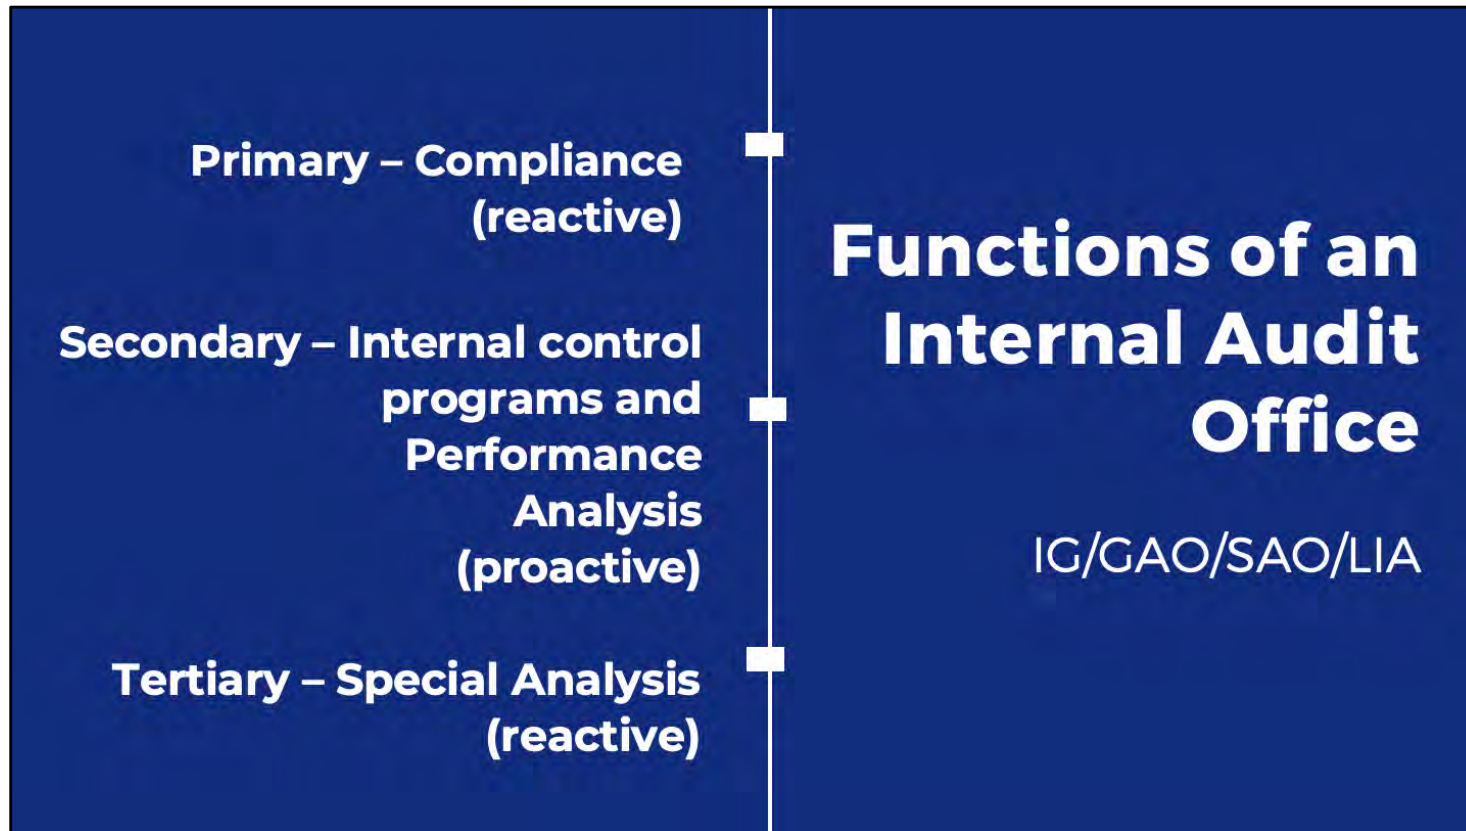 Primary – Compliance
(reactive)
Secondary – Internal control
programs and
Performance
Analysis
(proactive)
Tertiary – Special Analysis
(reactive)
Functions of an
Internal Audit
Office
IG/GAO/SAO/LIA